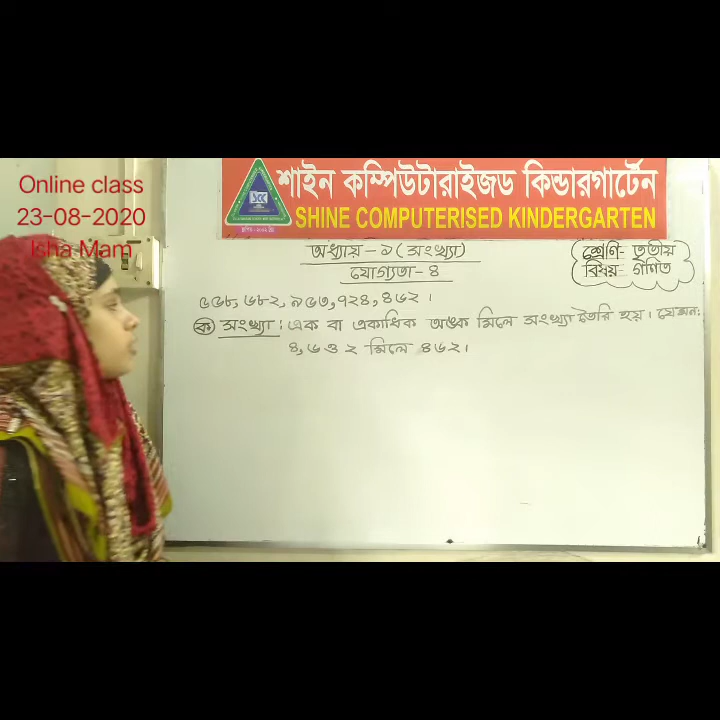 Online class
23-08-2020
Isha Mam
শাইন কম্পিউটারাইজড কিন্ডারগার্টেন
SHINE COMPUTERISED KINDERGARTEN
অধ্যায় - ১ (সংখ্যা)
যোগ্যতা - ৪
শ্রেণি- তৃতীয়
বিষয়- গণিত
৫৫৮, ৬৮২, ৯৫৩, ৭২৪, ৪৬২।
ক সংখ্যা : এক বা একাধিক অঙ্ক মিলে সংখ্যা তৈরি হয়। যেমন:
৪, ৬ ও ২ মিলে ৪৬২।